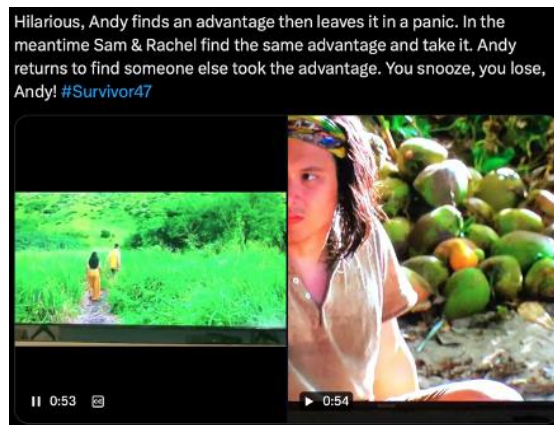 Hilarious, Andy finds an advantage then leaves it in a panic. In the
meantime Sam & Rachel find the same advantage and take it. Andy
returns to find someone else took the advantage. You snooze, you lose,
Andy! #Survivor47
0:53 CC
0:54